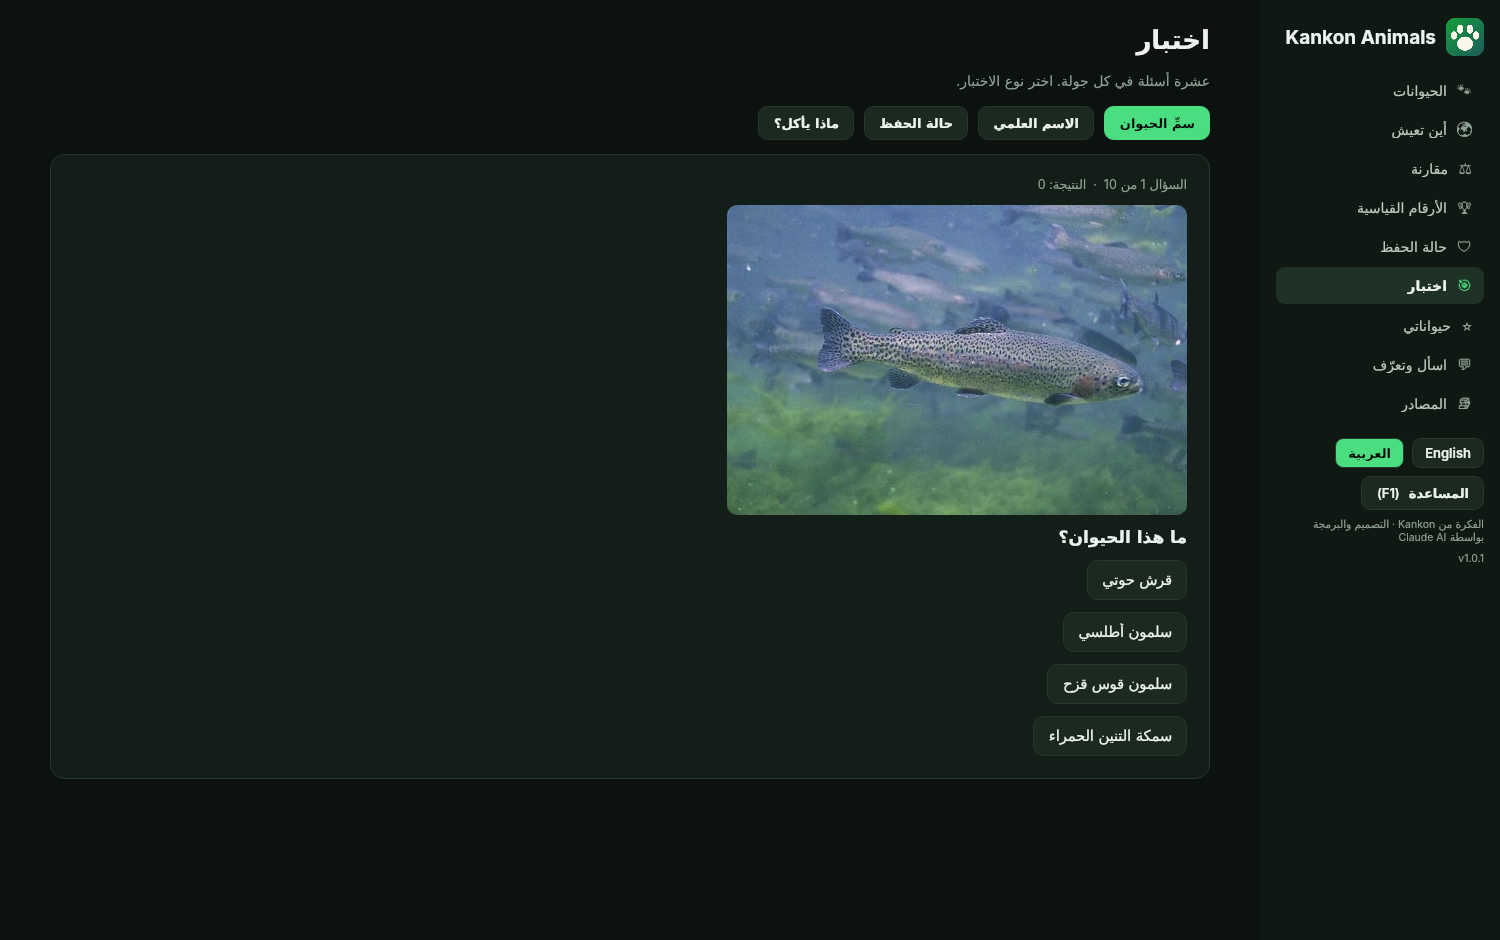 Kankon Animals
الحيوانات
أين تعيش
مقارنة
الأرقام القياسية
حالة الحفظ
اختبار
حيواناتي
اسأل وتعرّف
المصادر
English
العربية
المساعدة (F1)
الفكرة من Kankon · التصميم والبرمجة
بواسطة Claude AI
v1.0.1
اختبار
عشرة أسئلة في كل جولة. اختر نوع الاختبار.
سمِّ الحيوان
الاسم العلمي
حالة الحفظ
ماذا يأكل؟
السؤال 1 من 10 · النتيجة: 0
ما هذا الحيوان؟
قرش حوتي
سلمون أطلسي
سلمون قوس قزح
سمكة التنين الحمراء